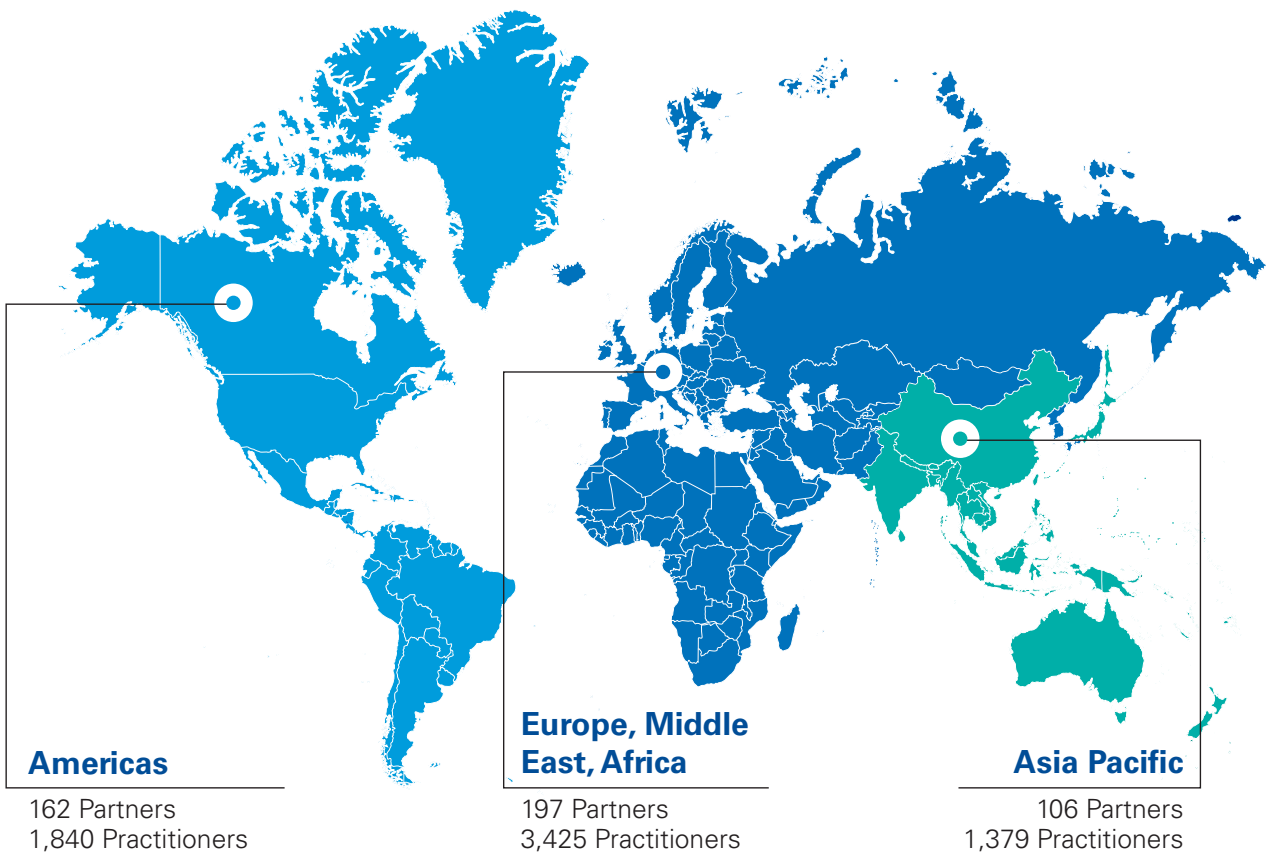 Americas
162 Partners
1,840 Practitioners
Europe, Middle
East, Africa
197 Partners
3,425 Practitioners
Asia Pacific
106 Partners
1,379 Practitioners